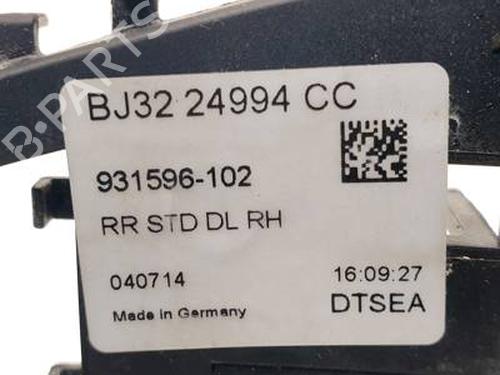 B-PARTS
BJ32 24994 CC
931596-102
RR STD DL RH
040714
16:09:27
Made in Germany
DTSEA